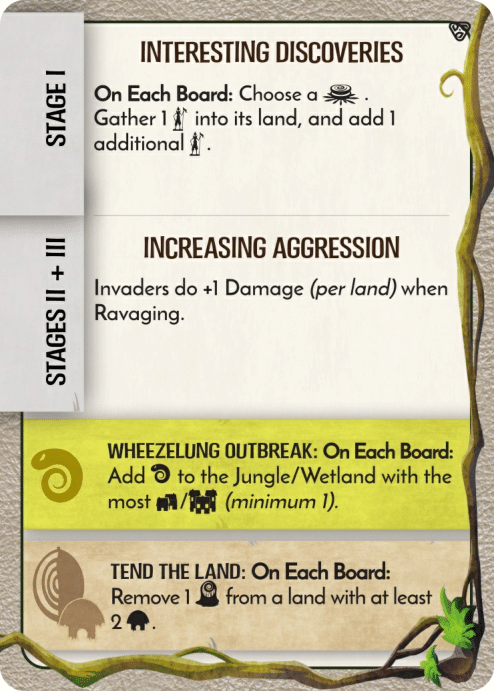 STAGE I
INTERESTING DISCOVERIES
On Each Board: Choose a .
Gather 1 into its land, and add 1
additional .
STAGES II + III
INCREASING AGGRESSION
Invaders do +1 Damage (per land) when
Ravaging.
WHEEZELUNG OUTBREAK: On Each Board:
Add to the Jungle/Wetland with the
most / (minimum 1).
TEND THE LAND: On Each Board:
Remove 1 from a land with at least
2 .